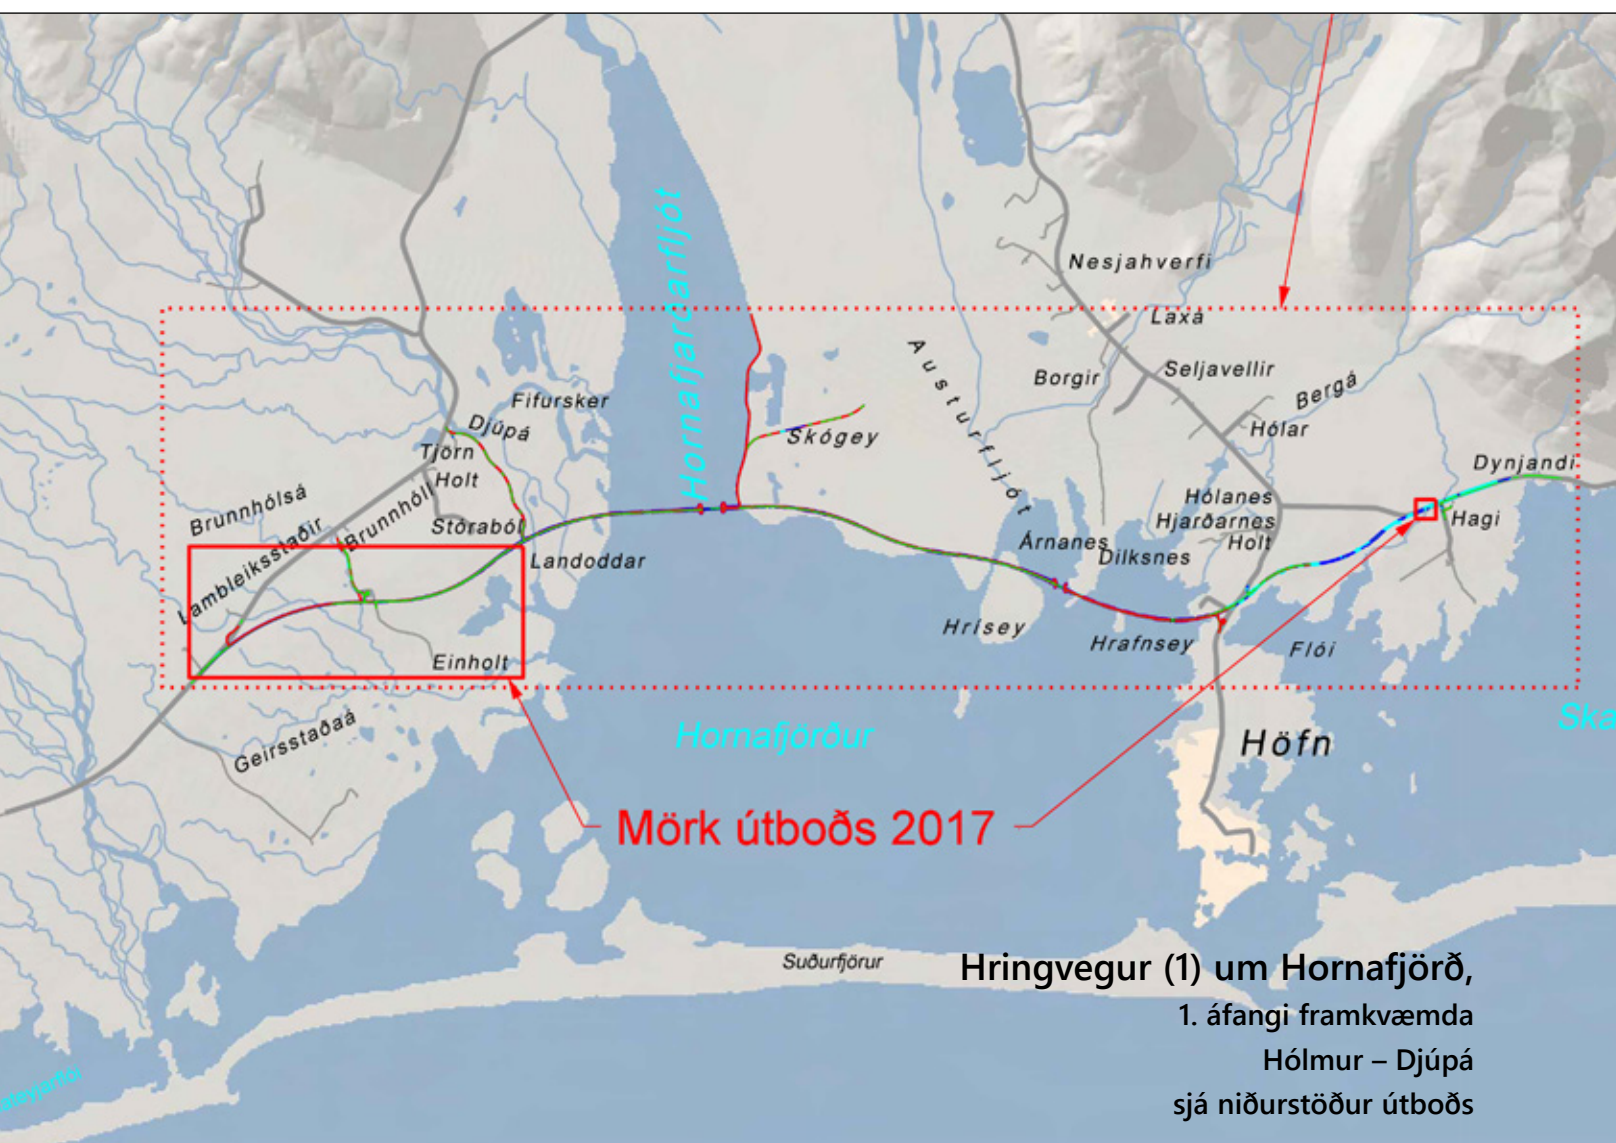 Hornafjarðarfljót
Nesjahverfi
Laxá
Austurfljót
Borgir
Seljavellir
Bergá
Fifursker
Djúpá
Skógey
Hólar
Tjörn
Holt
Dynjandi
Brunnhólsá
Brunnhóll
Stóraból
Hólanes
Hjarðarnes
Holt
Hagi
Lambleiksstaðir
Landoddar
Árnanes
Dilksnes
Einholt
Hrísey
Hrafnsey
Flói
Geirsstaðaá
Hornafjörður
Ska
Höfn
Mörk útboðs 2017
Suðurfjörur
Hringvegur (1) um Hornafjörð,
1. áfangi framkvæmda
Hólmur – Djúpá
sjá niðurstöður útboðs